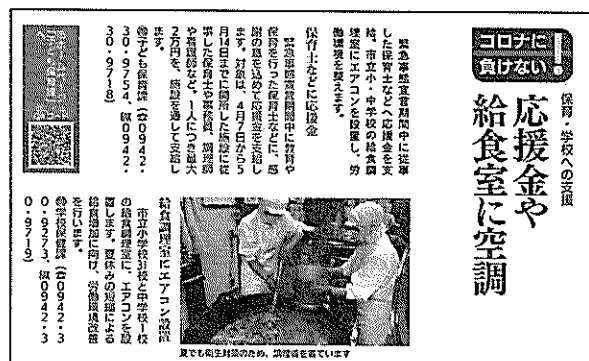 コロナに
負けない！
保育・学校への支援
応援金や
給食室に空調
緊急事態宣言期間中に従事
した保育士などへ応援金を支
給。市立小・中学校の給食調
理室にエアコンを設置し、労
働環境を整えます。
保育士などに応援金
緊急事態宣言期間中に教育や
保育を行った保育士などに、感
謝の意を込めて応援金を支給し
ます。対象は、4月7日から5
月14日までに開所した施設に従
事した保育士や事務員、調理師
や看護師など。1人につき最大
2万円を、施設を通して支給し
ます。
子ども保育課（☎0942・
30・9754、FAX0942・
30・9718）
給食調理室にエアコン設置
市立小学校31校と中学校1校
の給食調理室に、エアコンを設
置します。夏休みの短縮による
給食増加に向け、労働環境改善
を行います。
学校保健課（☎0942・3
0・9273、FAX0942・3
0・9719）
夏でも衛生対策のため、調理着を着ています